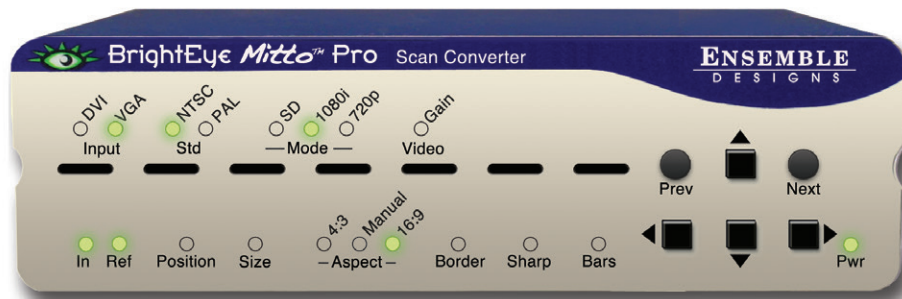 BrightEye Mitto™ Pro Scan Converter
ENSEMBLE
DESIGNS
DVI VGA NTSC PAL SD 1080i 720p Gain
Input Std Mode Video
Prev Next
4:3 Manual 16:9
In Ref Position Size Aspect Border Sharp Bars Pwr